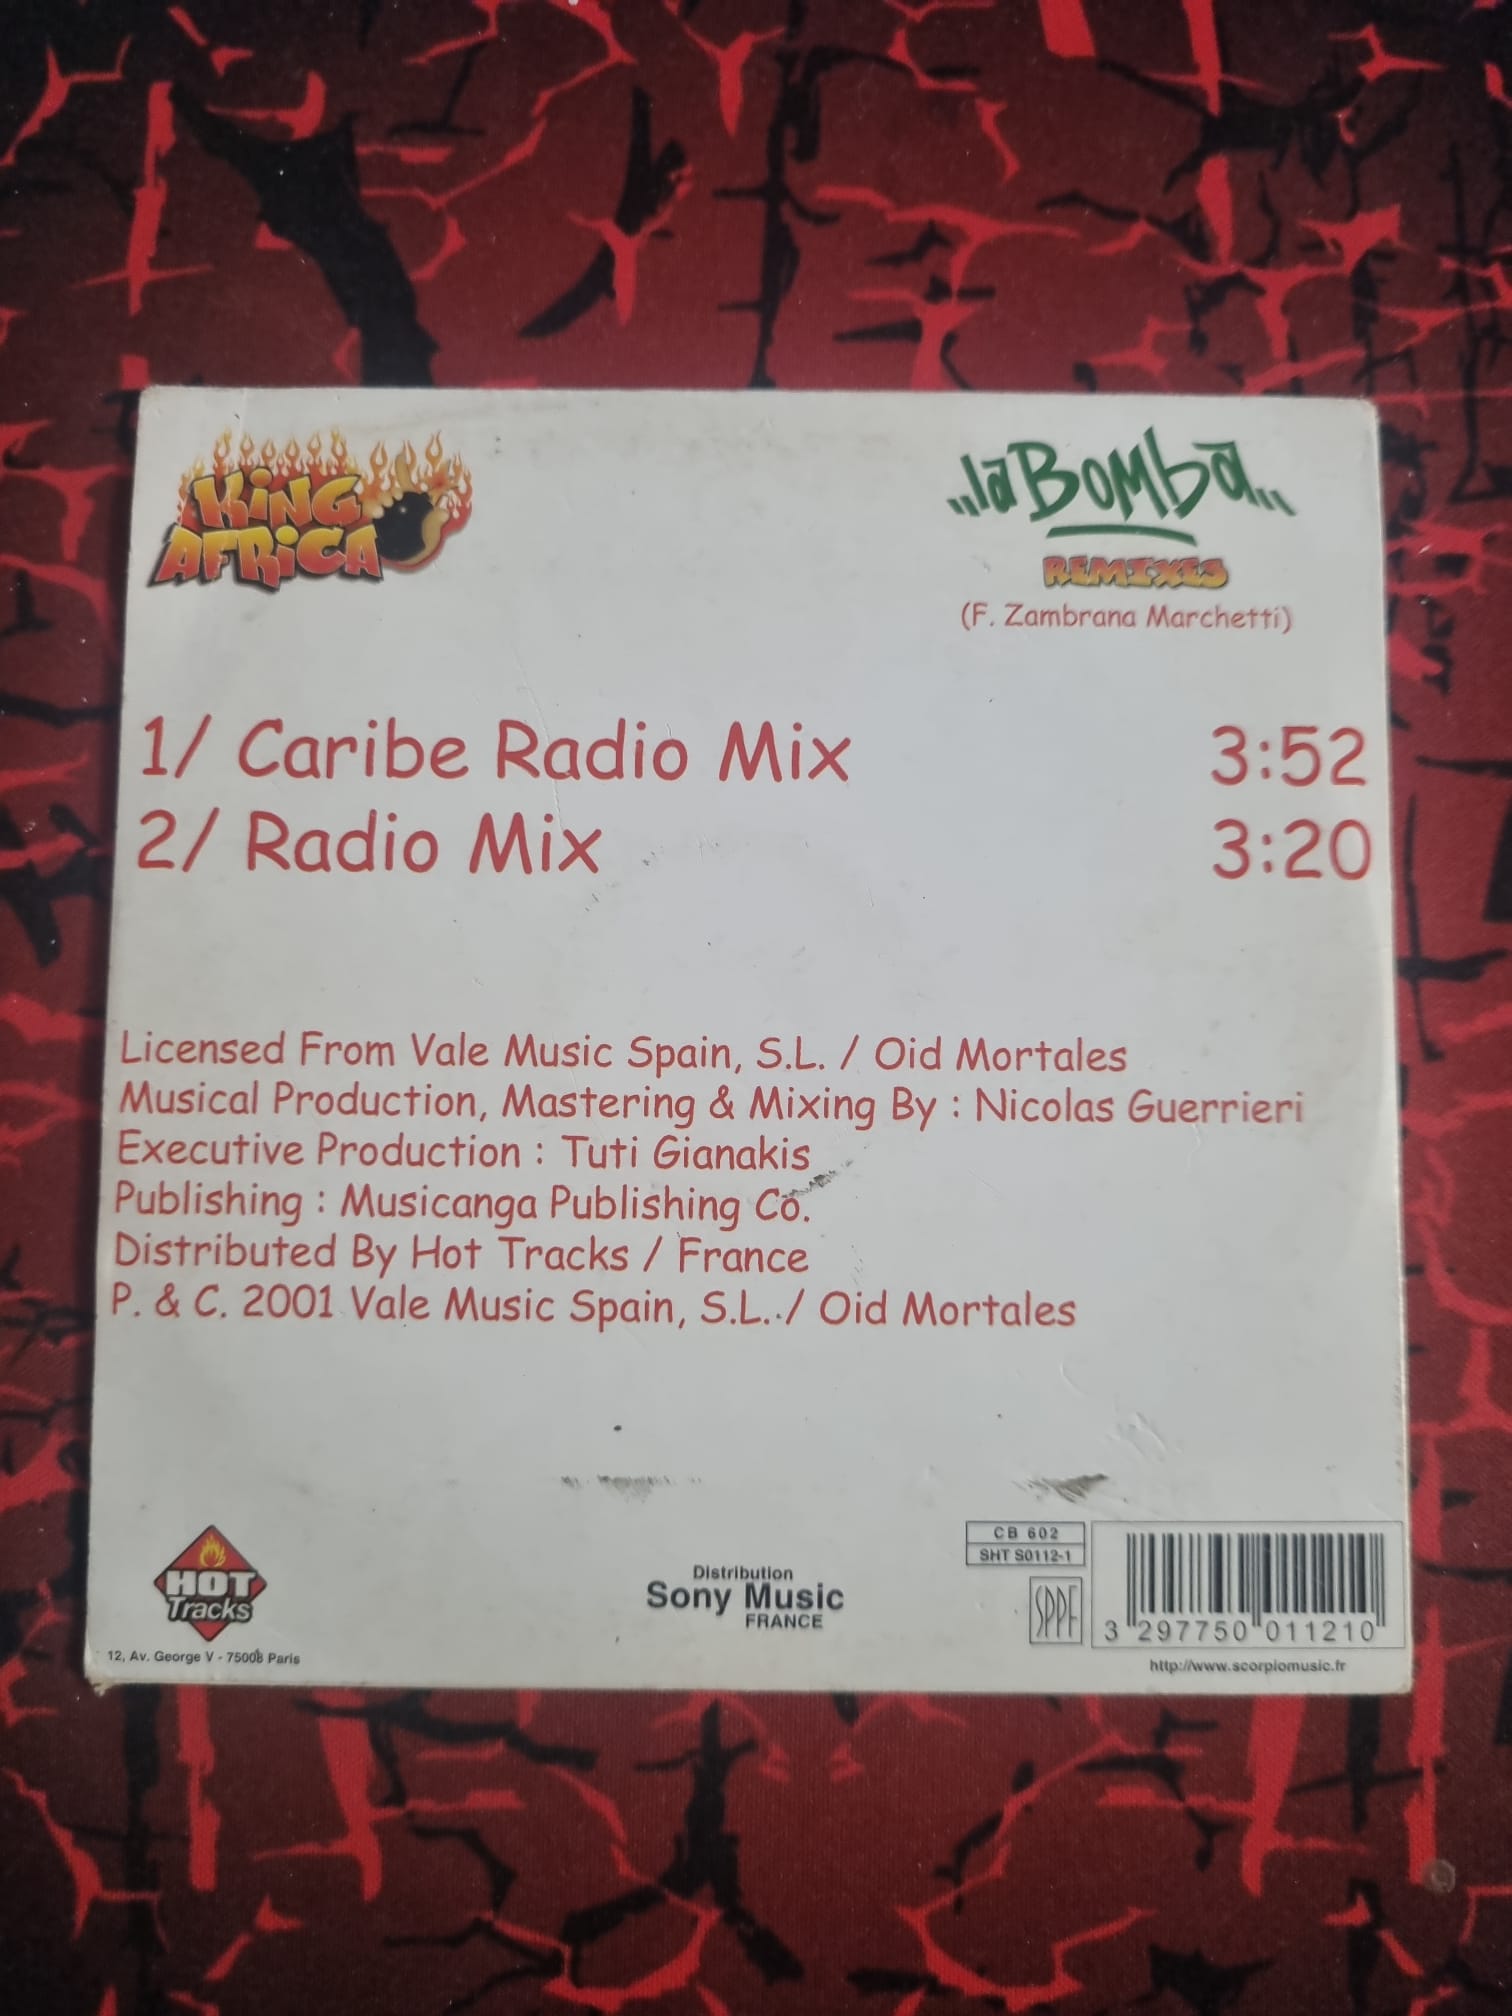 King
Africa
"la Bomba"
REMIXES
(F. Zambrana Marchetti)
1/ Caribe Radio Mix 3:52
2/ Radio Mix 3:20
Licensed From Vale Music Spain, S.L. / Oid Mortales
Musical Production, Mastering & Mixing By : Nicolas Guerrieri
Executive Production : Tuti Gianakis
Publishing : Musicanga Publishing Co.
Distributed By Hot Tracks / France
P. & C. 2001 Vale Music Spain, S.L. / Oid Mortales
HOT
Tracks
12, Av. George V - 75008 Paris
Distribution
Sony Music
FRANCE
CB 602
SHT S0112-1
SPPF
3 297750 011210
http://www.scorpiomusic.fr